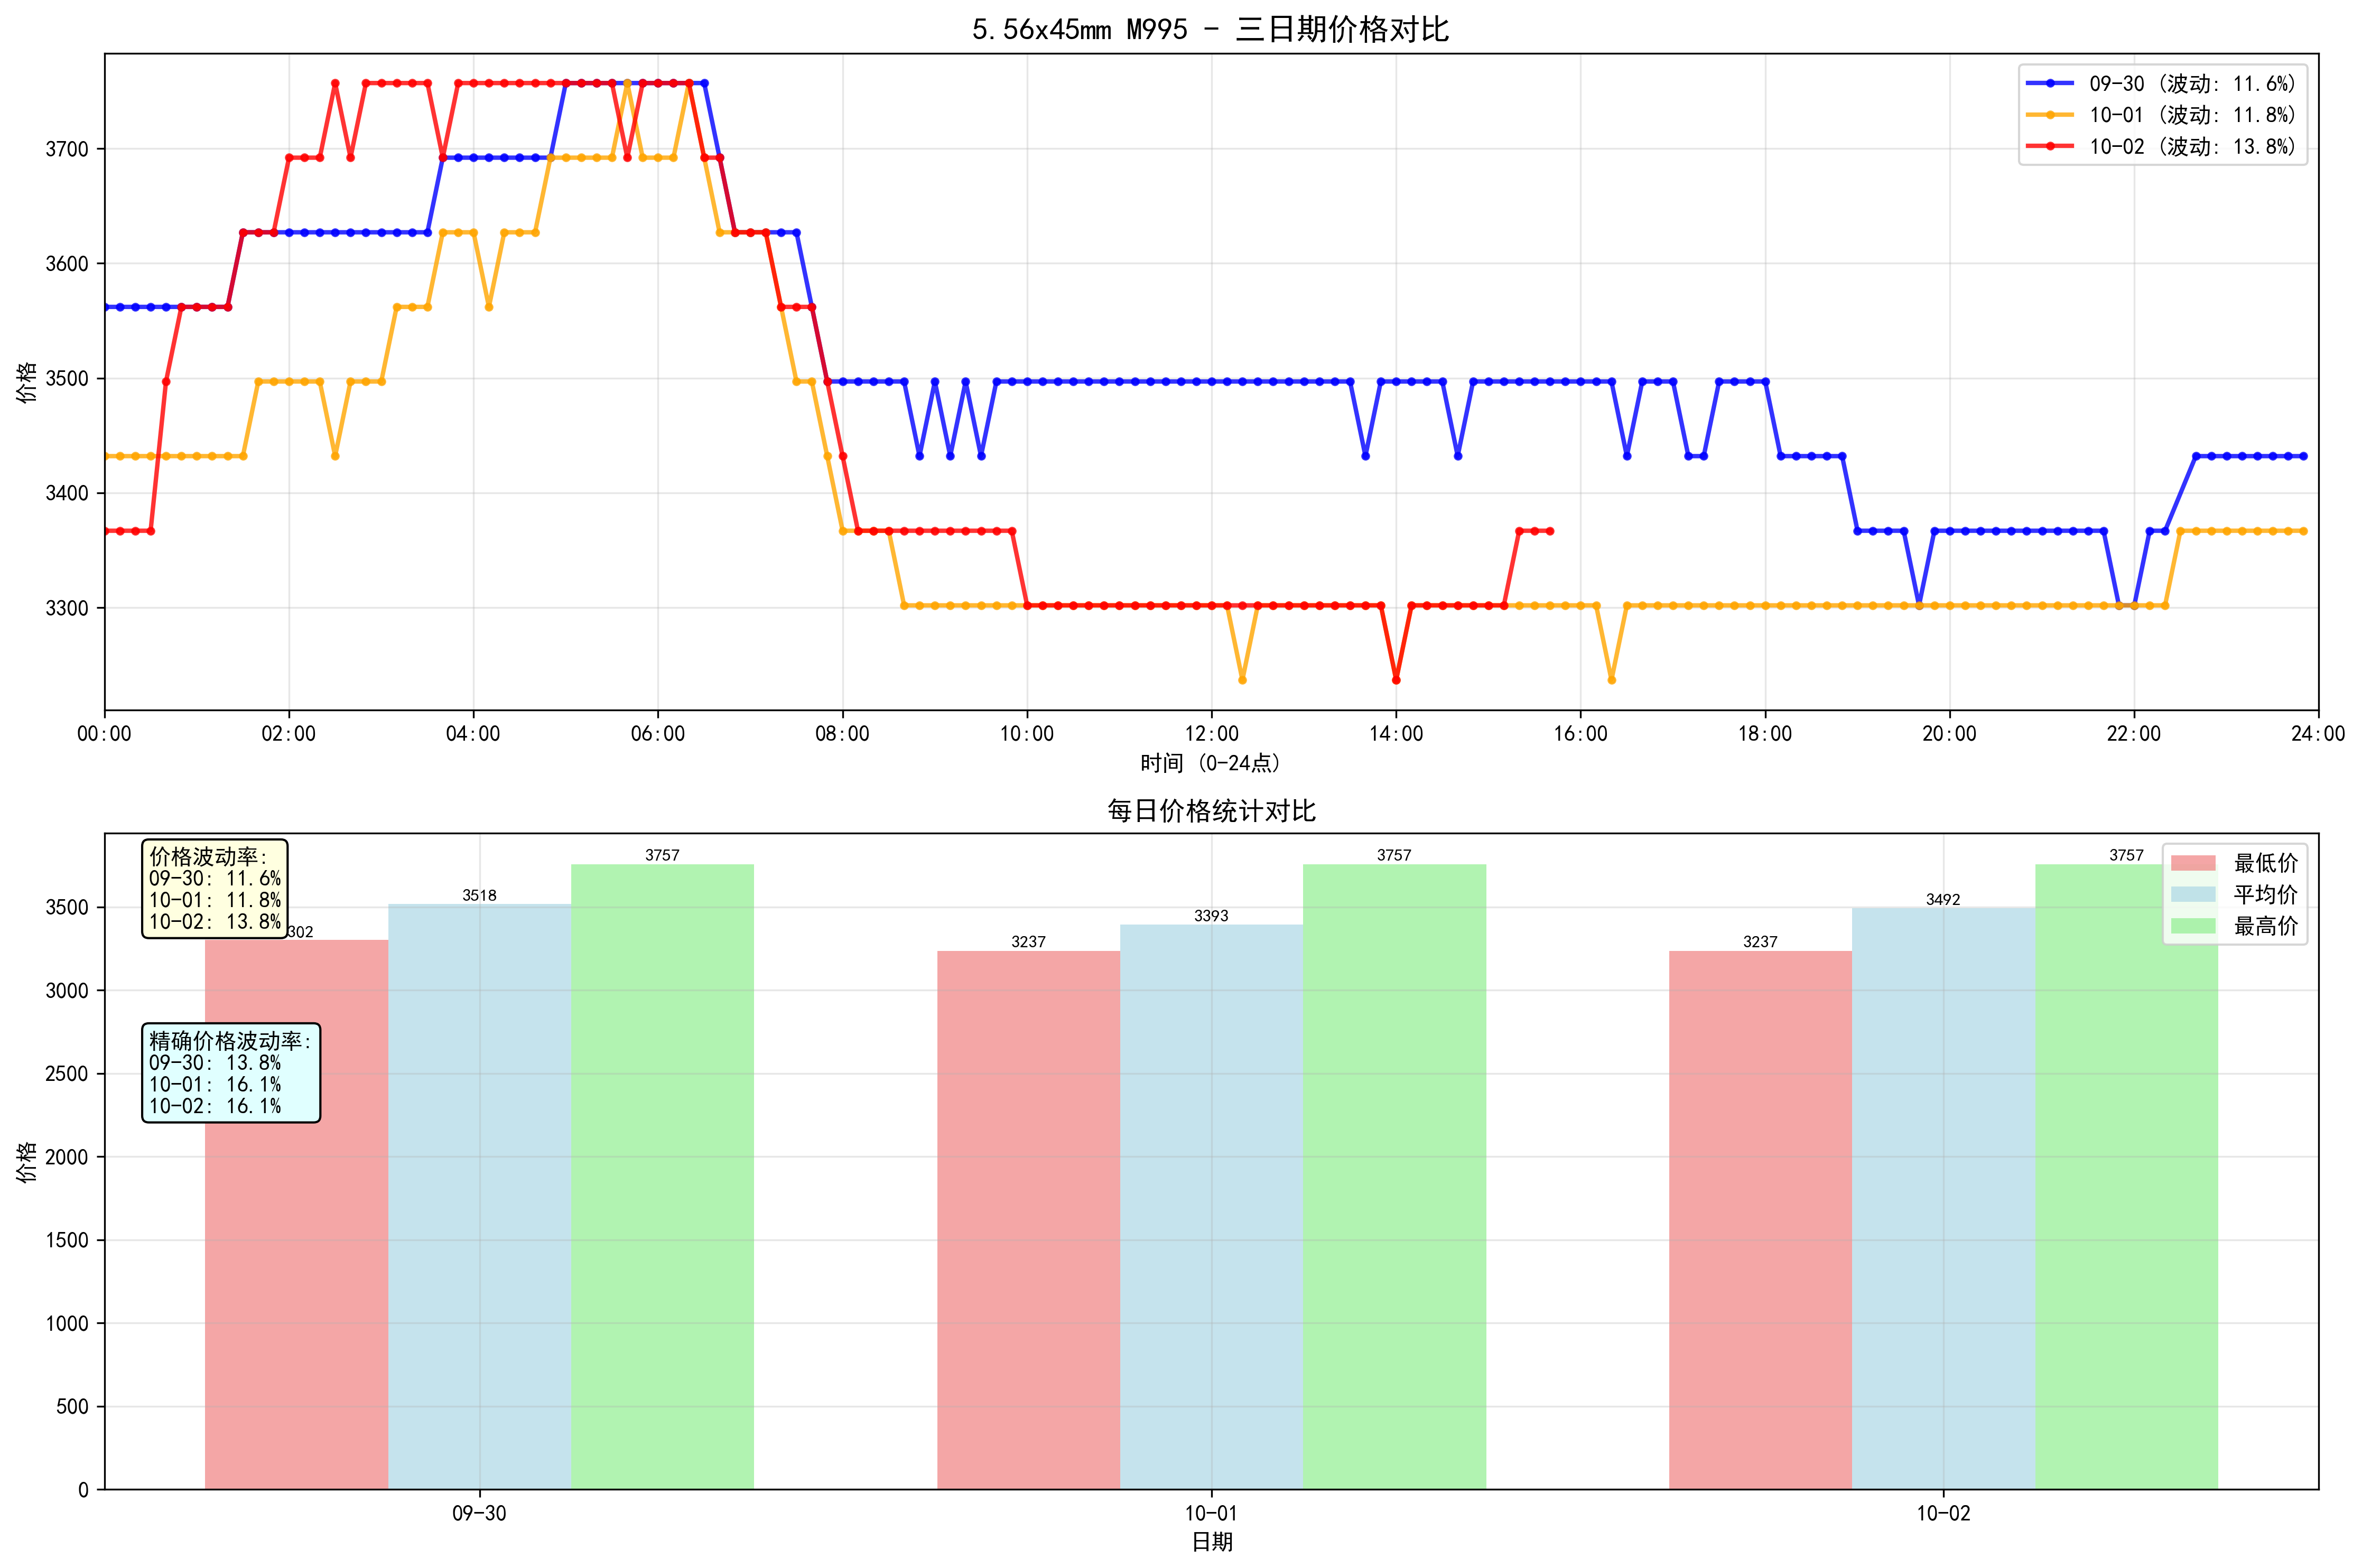 5.56x45mm M995 - 三日期价格对比
09-30 (波动: 11.6%)
10-01 (波动: 11.8%)
10-02 (波动: 13.8%)
价格
3700
3600
3500
3400
3300
00:00 02:00 04:00 06:00 08:00 10:00 12:00 14:00 16:00 18:00 20:00 22:00 24:00
时间 (0-24点)
每日价格统计对比
价格波动率:
09-30: 11.6%
10-01: 11.8%
10-02: 13.8%
精确价格波动率:
09-30: 13.8%
10-01: 16.1%
10-02: 16.1%
最低价
平均价
最高价
302 3518 3757 3237 3393 3757 3237 3492 3757
价格
3500
3000
2500
2000
1500
1000
500
0
09-30 10-01 10-02
日期